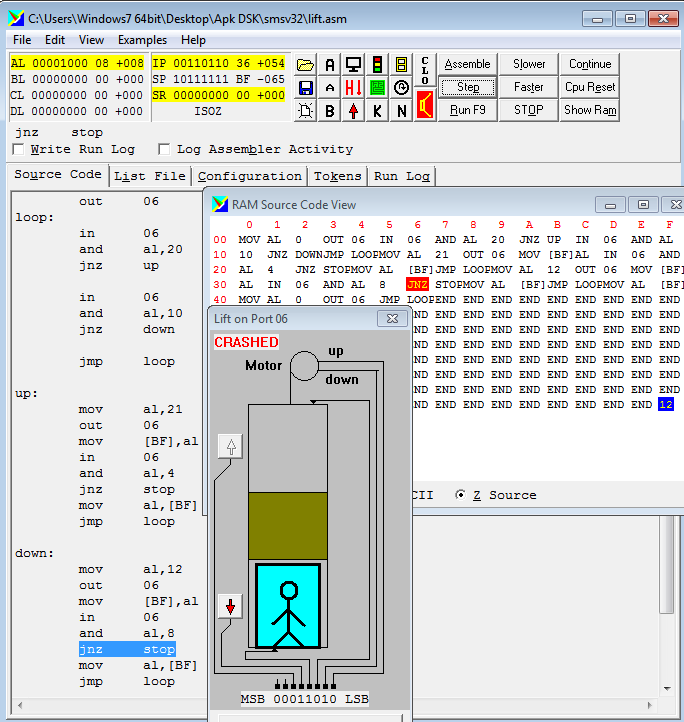 C:\Users\Windows7 64bit\Desktop\Apk DSK\smsv32\lift.asm
File Edit View Examples Help
AL 00001000 08 +008 IP 00110110 36 +054
BL 00000000 00 +000 SP 10111111 BF -065
CL 00000000 00 +000 SR 00000000 00 +000
DL 00000000 00 +000 ISOZ
A CLO Assemble Slower Continue
A H Step Faster Cpu Reset
B K N Run F9 STOP Show Ram
jnz stop
Write Run Log Log Assembler Activity
Source Code List File Configuration Tokens Run Log
out 06
loop:
in 06
and al,20
jnz up
in 06
and al,10
jnz down
jmp loop
up:
mov al,21
out 06
mov [BF],al
in 06
and al,4
jnz stop
mov al,[BF]
jmp loop
down:
mov al,12
out 06
mov [BF],al
in 06
and al,8
jnz stop
mov al,[BF]
jmp loop
RAM Source Code View
0 1 2 3 4 5 6 7 8 9 A B C D E F
00 MOV AL 0 OUT 06 IN 06 AND AL 20 JNZ UP IN 06 AND AL
10 10 JNZ DOWN JMP LOOP MOV AL 21 OUT 06 MOV [BF] AL IN 06 AND
20 AL 4 JNZ STOP MOV AL [BF] JMP LOOP MOV AL 12 OUT 06 MOV [BF]
30 AL IN 06 AND AL 8 JNZ STOP MOV AL [BF] JMP LOOP MOV AL [BF]
40 MOV AL 0 OUT 06 JMP LOOP END END END END END END END END
END END END END END END END END END
END END END END END END END END END
END END END END END END END END END
END END END END END END END END END
END END END END END END END END END
END END END END END END END END END
END END END END END END END END 12
CII Z Source
Lift on Port 06
CRASHED
up
Motor
down
MSB 00011010 LSB